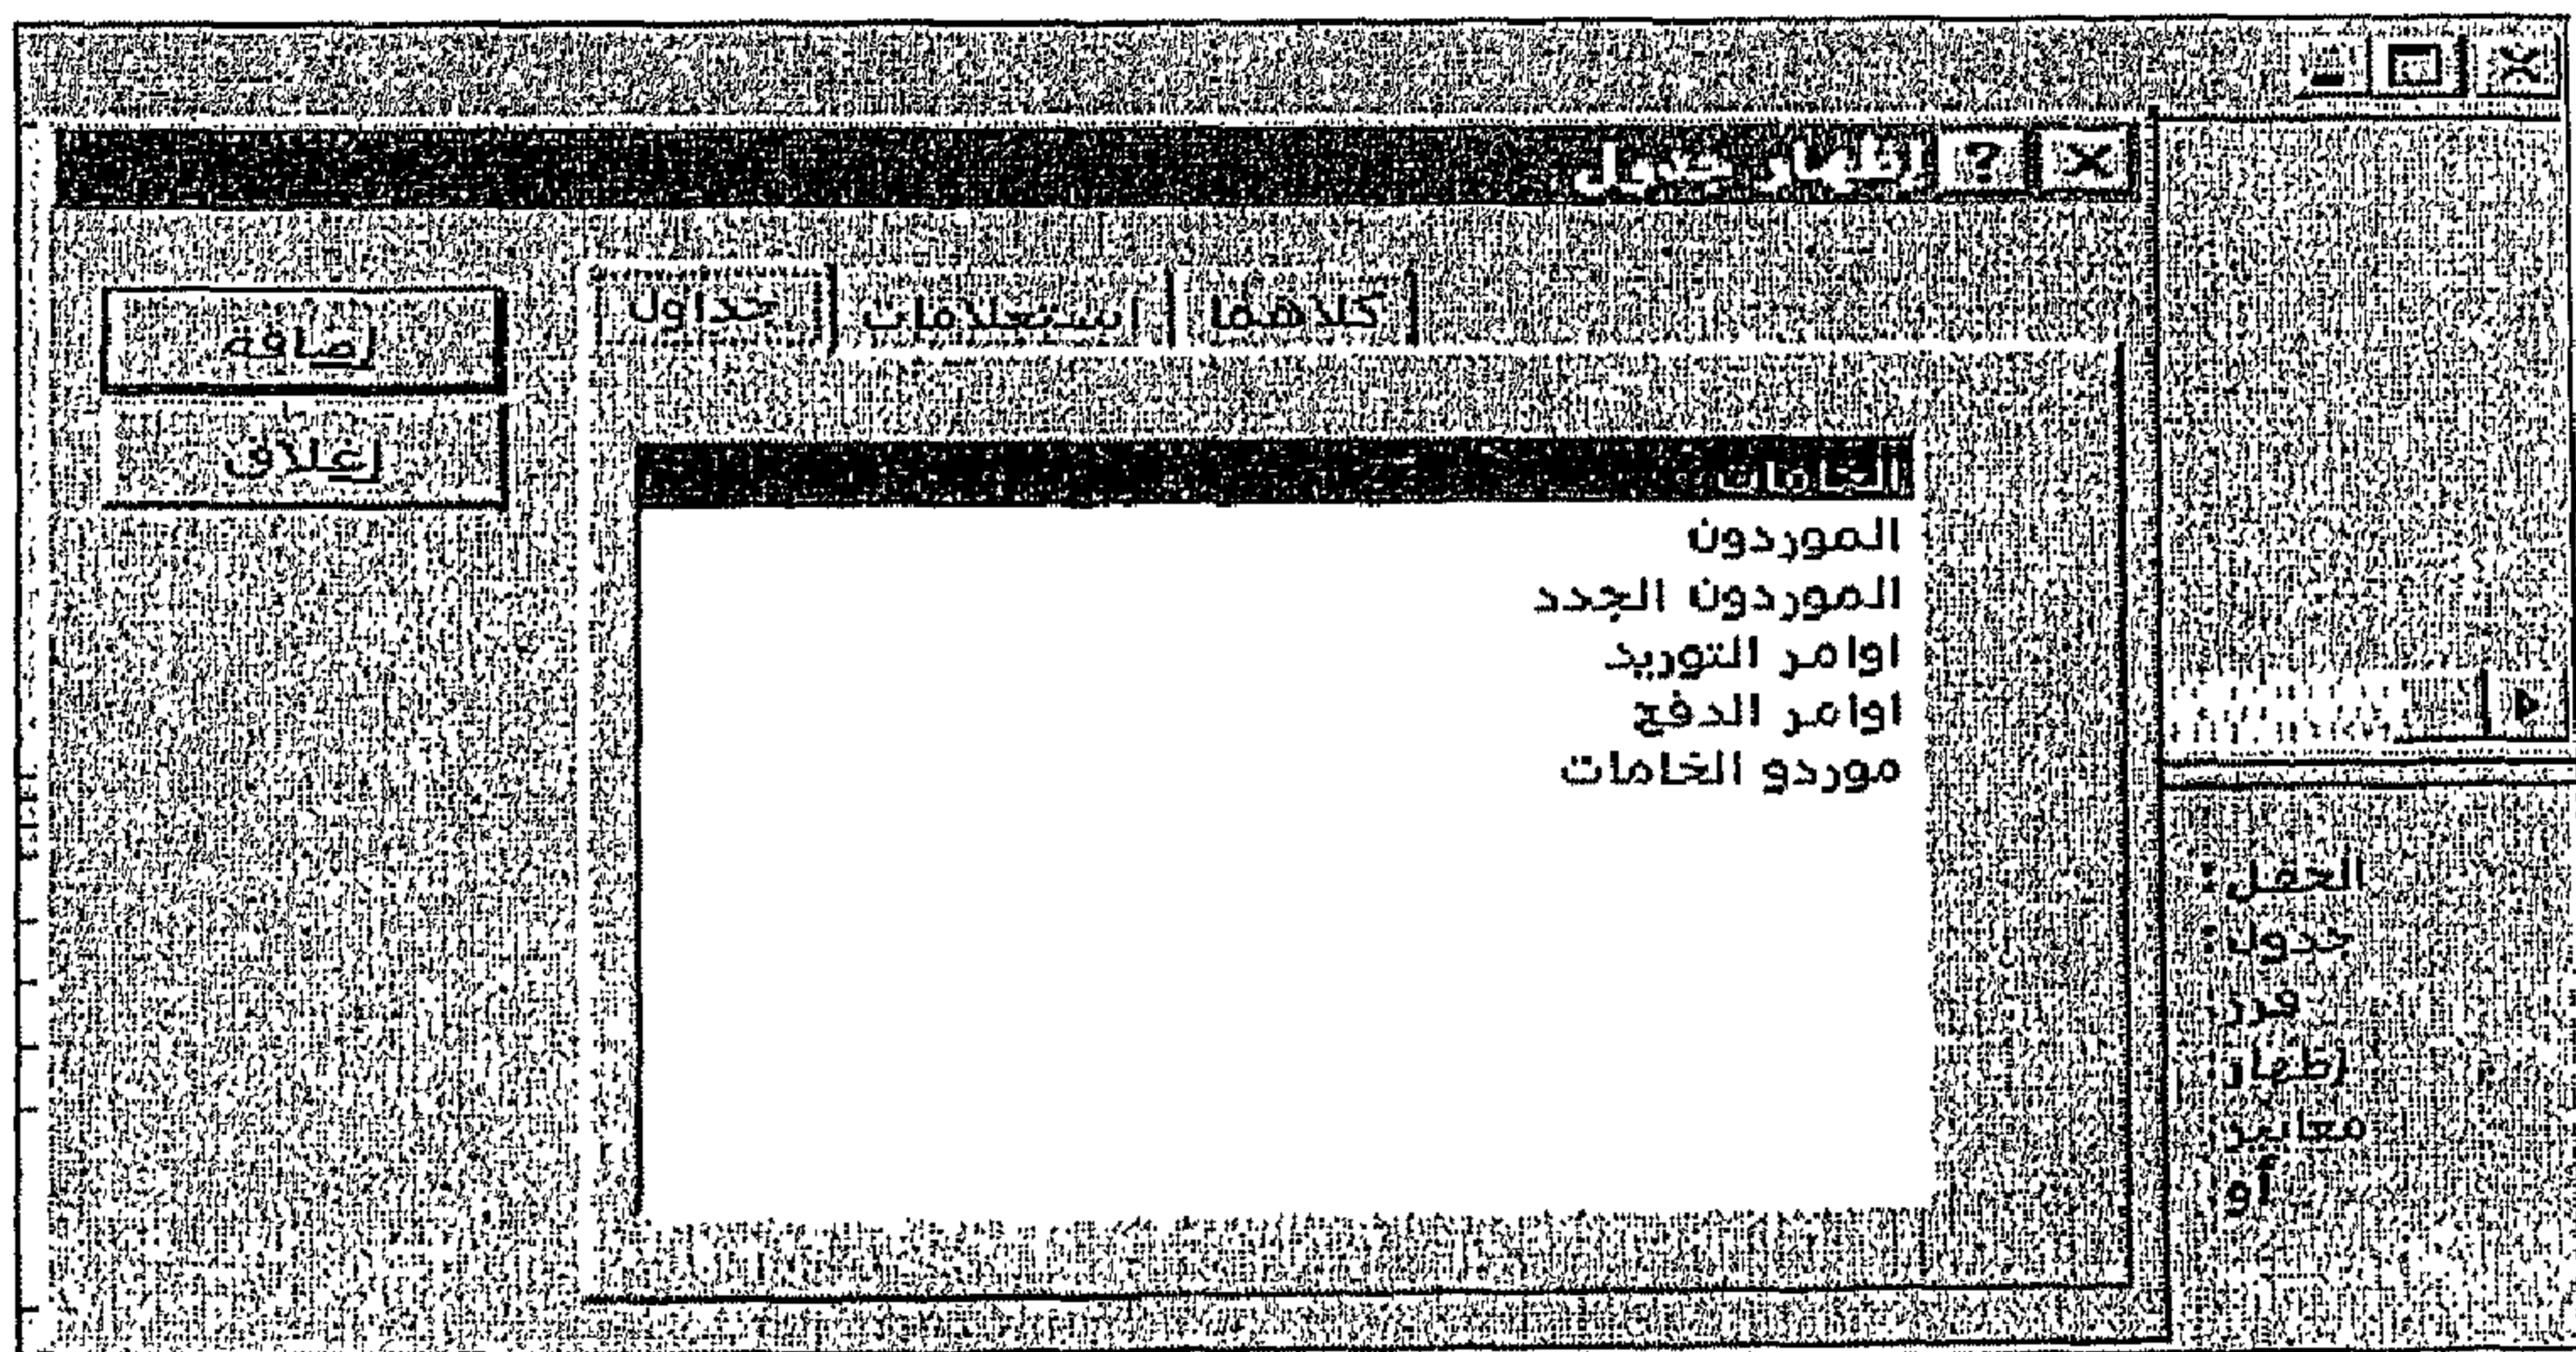 إظهار جدول
جداول
استعلامات
كلاهما
إضافة
إغلاق
الخامات
الموردون
الموردون الجدد
اوامر التوريد
اوامر الدفع
موردو الخامات
الحقل:
جدول:
فرز:
إظهار:
معايير:
أو: